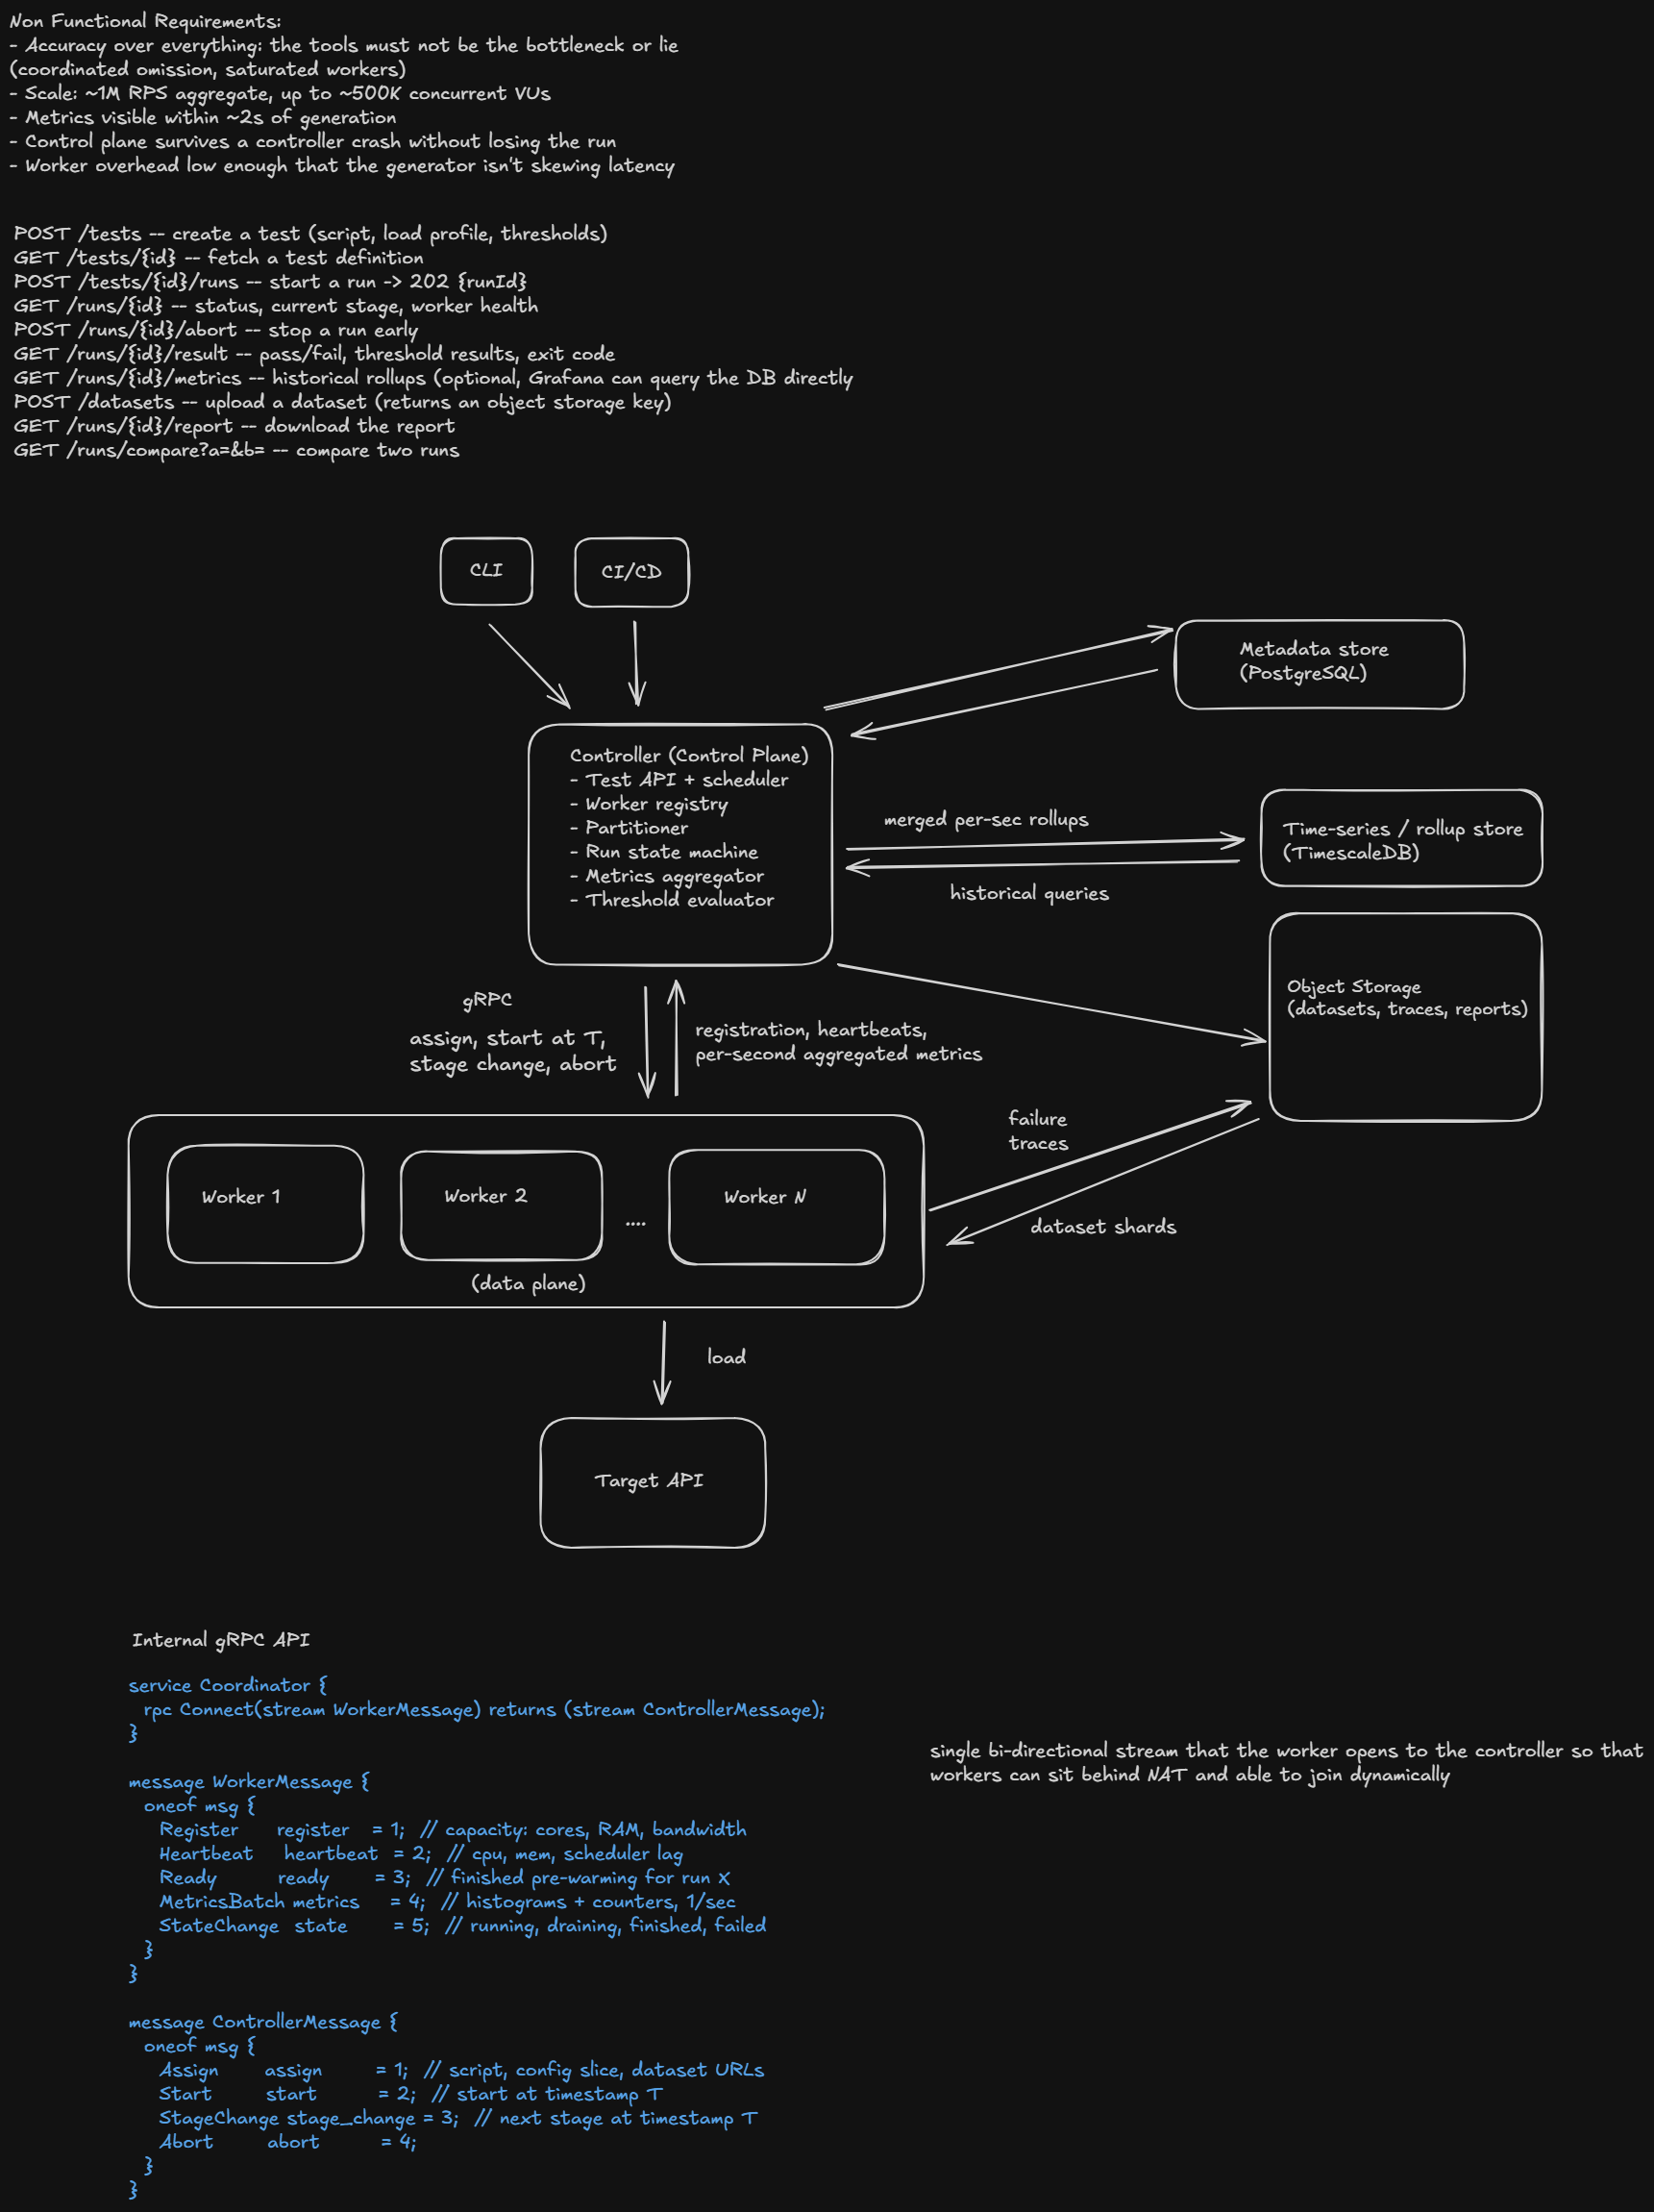 Non Functional Requirements:
- Accuracy over everything: the tools must not be the bottleneck or lie
(coordinated omission, saturated workers)
- Scale: ~1M RPS aggregate, up to ~500K concurrent VUs
- Metrics visible within ~2s of generation
- Control plane survives a controller crash without losing the run
- Worker overhead low enough that the generator isn't skewing latency
POST /tests -- create a test (script, load profile, thresholds)
GET /tests/{id} -- fetch a test definition
POST /tests/{id}/runs -- start a run -> 202 {runId}
GET /runs/{id} -- status, current stage, worker health
POST /runs/{id}/abort -- stop a run early
GET /runs/{id}/result -- pass/fail, threshold results, exit code
GET /runs/{id}/metrics -- historical rollups (optional, Grafana can query the DB directly
POST /datasets -- upload a dataset (returns an object storage key)
GET /runs/{id}/report -- download the report
GET /runs/compare?a=&b= -- compare two runs
CLI
CI/CD
Metadata store
(PostgreSQL)
Controller (Control Plane)
- Test API + scheduler
- Worker registry
- Partitioner
- Run state machine
- Metrics aggregator
- Threshold evaluator
merged per-sec rollups
historical queries
Time-series / rollup store
(TimescaleDB)
Object Storage
(datasets, traces, reports)
gRPC
assign, start at T,
stage change, abort
registration, heartbeats,
per-second aggregated metrics
failure
traces
dataset shards
Worker 1
Worker 2
....
Worker N
(data plane)
load
Target API
Internal gRPC API
service Coordinator {
rpc Connect(stream WorkerMessage) returns (stream ControllerMessage);
}
single bi-directional stream that the worker opens to the controller so that
workers can sit behind NAT and able to join dynamically
message WorkerMessage {
oneof msg {
Register register = 1; // capacity: cores, RAM, bandwidth
Heartbeat heartbeat = 2; // cpu, mem, scheduler lag
Ready ready = 3; // finished pre-warming for run X
MetricsBatch metrics = 4; // histograms + counters, 1/sec
StateChange state = 5; // running, draining, finished, failed
}
}
message ControllerMessage {
oneof msg {
Assign assign = 1; // script, config slice, dataset URLs
Start start = 2; // start at timestamp T
StageChange stage_change = 3; // next stage at timestamp T
Abort abort = 4;
}
}